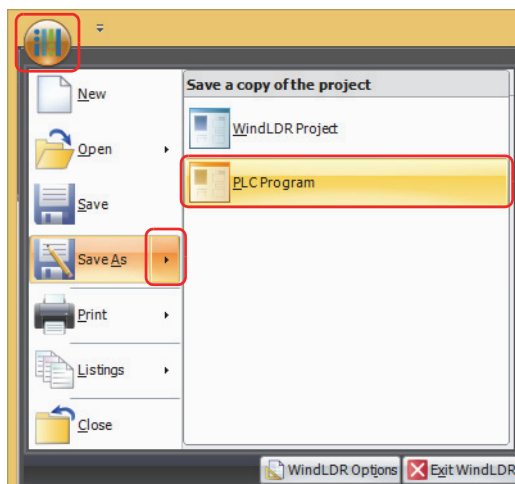 New
Open
Save
Save As
Print
Listings
Close
Save a copy of the project
WindLDR Project
PLC Program
WindLDR Options
Exit WindLDR